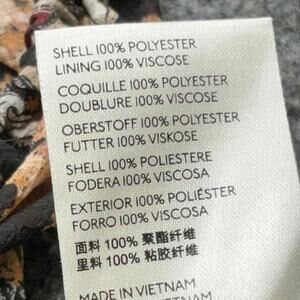 SHELL 100% POLYESTER
LINING 100% VISCOSE
COQUILLE 100% POLYESTER
DOUBLURE 100% VISCOSE
OBERSTOFF 100% POLYESTER
FUTTER 100% VISKOSE
SHELL 100% POLIESTERE
FODERA 100% VISCOSA
EXTERIOR 100% POLIÉSTER
FORRO 100% VISCOSA
面料 100% 聚酯纤维
里料 100% 粘胶纤维
MADE IN VIETNAM
VIETNAM